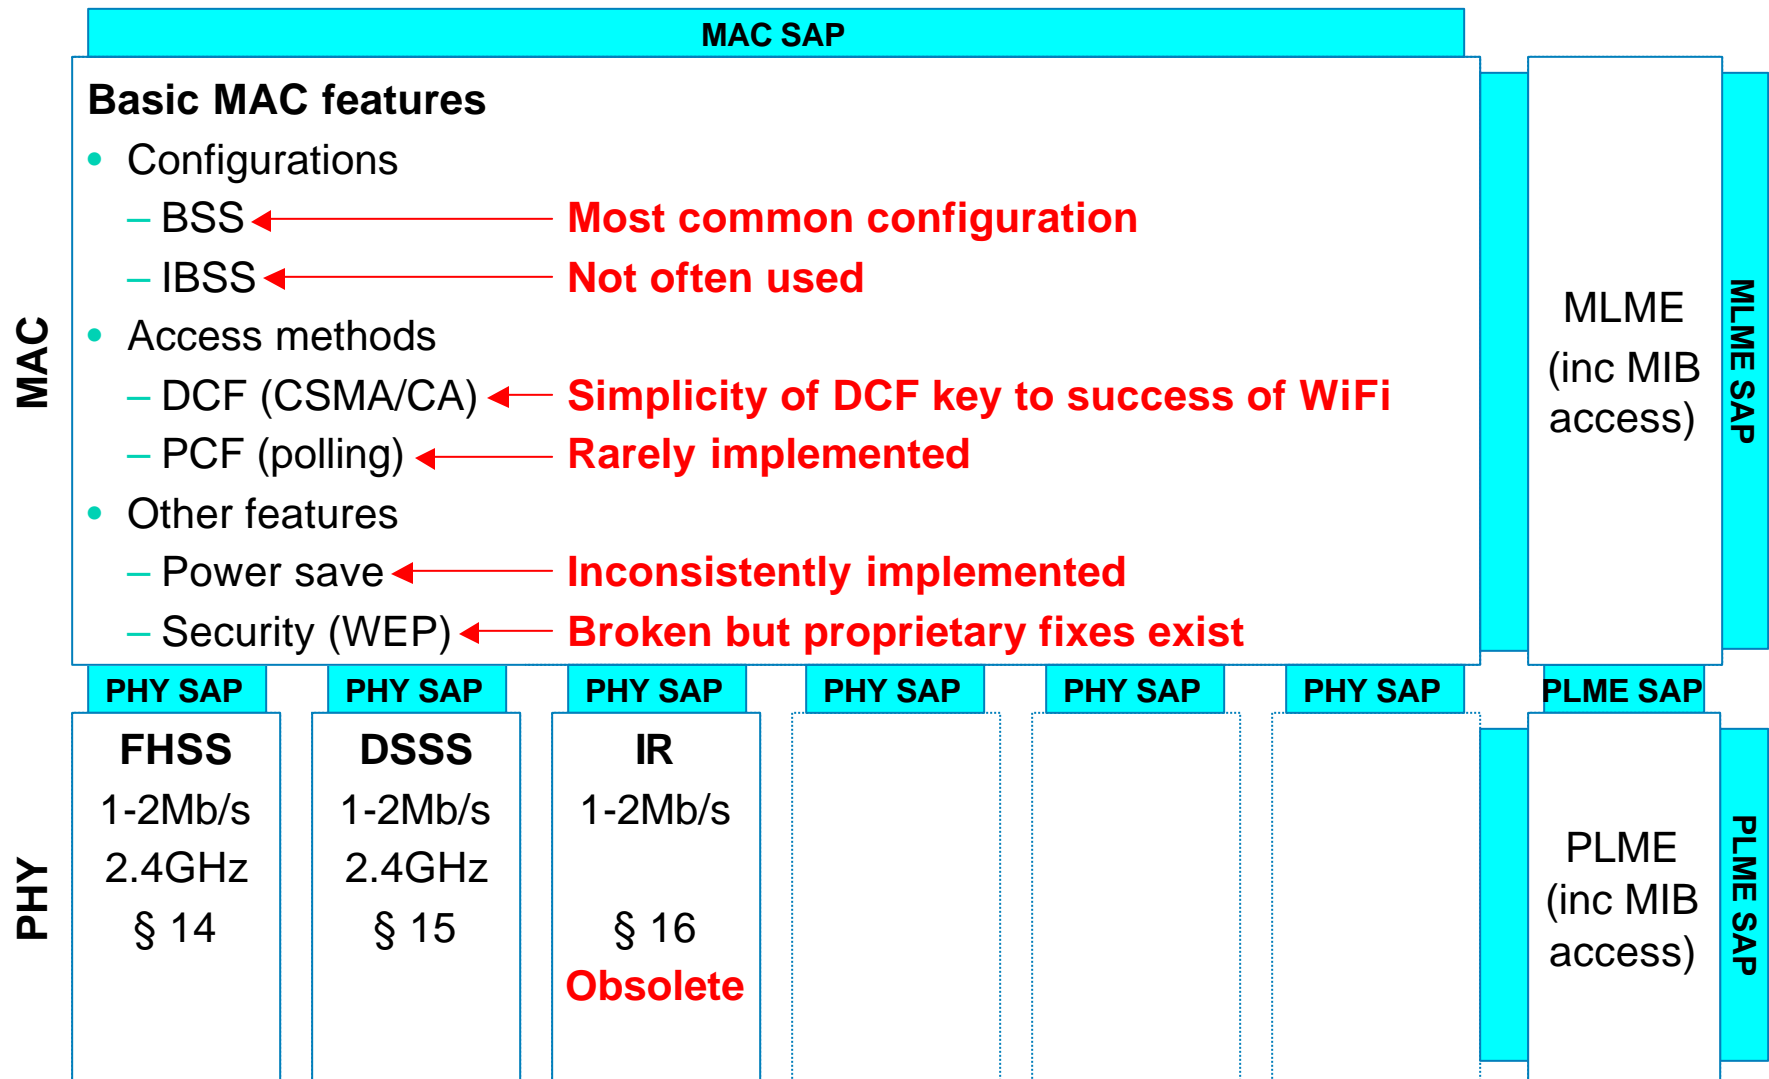 MAC SAP
Basic MAC features
• Configurations
– BSS
Most common configuration
– IBSS
Not often used
• Access methods
– DCF (CSMA/CA)
Simplicity of DCF key to success of WiFi
– PCF (polling)
Rarely implemented
• Other features
– Power save
Inconsistently implemented
– Security (WEP)
Broken but proprietary fixes exist
MAC
MLME
(inc MIB
access)
MLME SAP
PHY SAP
PHY SAP
PHY SAP
PHY SAP
PHY SAP
PHY SAP
PLME SAP
PHY
FHSS
1-2Mb/s
2.4GHz
§ 14
DSSS
1-2Mb/s
2.4GHz
§ 15
IR
1-2Mb/s
§ 16
Obsolete
PLME
(inc MIB
access)
PLME SAP